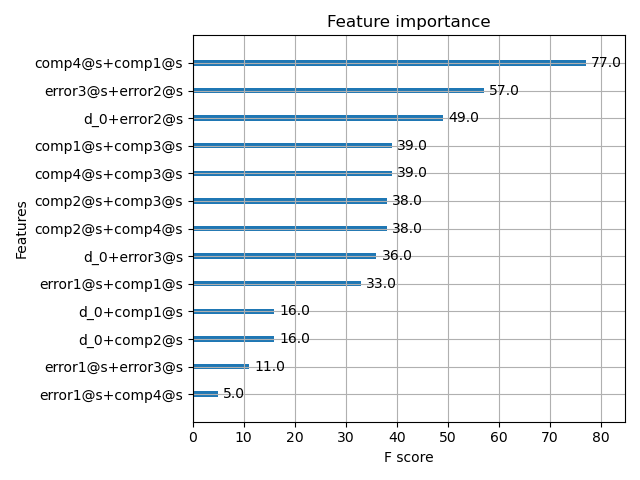 Feature importance
Features
comp4@s+comp1@s 77.0
error3@s+error2@s 57.0
d_0+error2@s 49.0
comp1@s+comp3@s 39.0
comp4@s+comp3@s 39.0
comp2@s+comp3@s 38.0
comp2@s+comp4@s 38.0
d_0+error3@s 36.0
error1@s+comp1@s 33.0
d_0+comp1@s 16.0
d_0+comp2@s 16.0
error1@s+error3@s 11.0
error1@s+comp4@s 5.0
0 10 20 30 40 50 60 70 80
F score